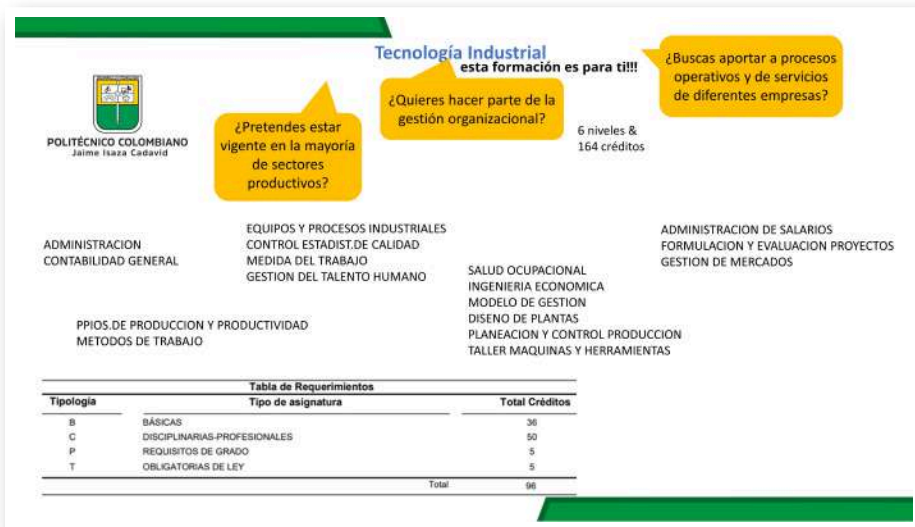 Tecnología Industrial
esta formación es para ti!!!
¿Buscas aportar a procesos
operativos y de servicios
de diferentes empresas?
¿Quieres hacer parte de la
gestión organizacional?
¿Pretendes estar
vigente en la mayoría
de sectores
productivos?
6 niveles &
164 créditos
POLITÉCNICO COLOMBIANO
Jaime Isaza Cadavid
ADMINISTRACION
CONTABILIDAD GENERAL
EQUIPOS Y PROCESOS INDUSTRIALES
CONTROL ESTADIST.DE CALIDAD
MEDIDA DEL TRABAJO
GESTION DEL TALENTO HUMANO
ADMINISTRACION DE SALARIOS
FORMULACION Y EVALUACION PROYECTOS
GESTION DE MERCADOS
SALUD OCUPACIONAL
INGENIERIA ECONOMICA
MODELO DE GESTION
DISENO DE PLANTAS
PLANEACION Y CONTROL PRODUCCION
TALLER MAQUINAS Y HERRAMIENTAS
PPIOS.DE PRODUCCION Y PRODUCTIVIDAD
METODOS DE TRABAJO
Tabla de Requerimientos
Tipología Tipo de asignatura Total Créditos
B BÁSICAS 36
C DISCIPLINARIAS-PROFESIONALES 50
P REQUISITOS DE GRADO 5
T OBLIGATORIAS DE LEY 5
Total 96